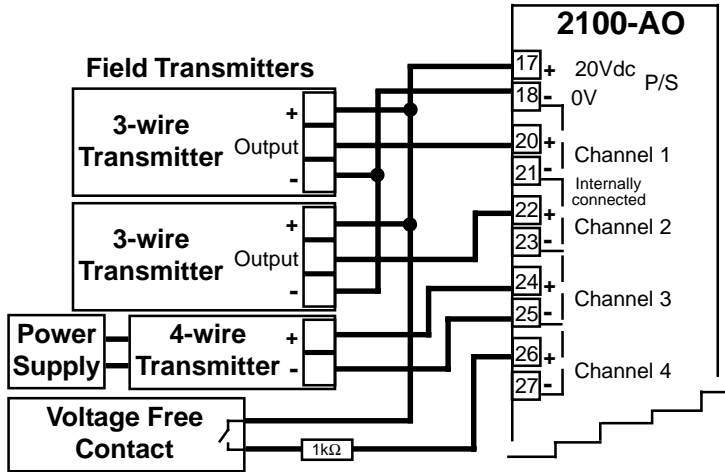 2100-AO
Field Transmitters
17 + 20Vdc P/S
18 - 0V
3-wire
Transmitter
+
Output
-
20 +
Channel 1
21 -
Internally
connected
3-wire
Transmitter
+
Output
-
22 +
Channel 2
23 -
24 +
Channel 3
25 -
Power
Supply
4-wire
Transmitter
+
-
26 +
Channel 4
27 -
Voltage Free
Contact
1kΩ